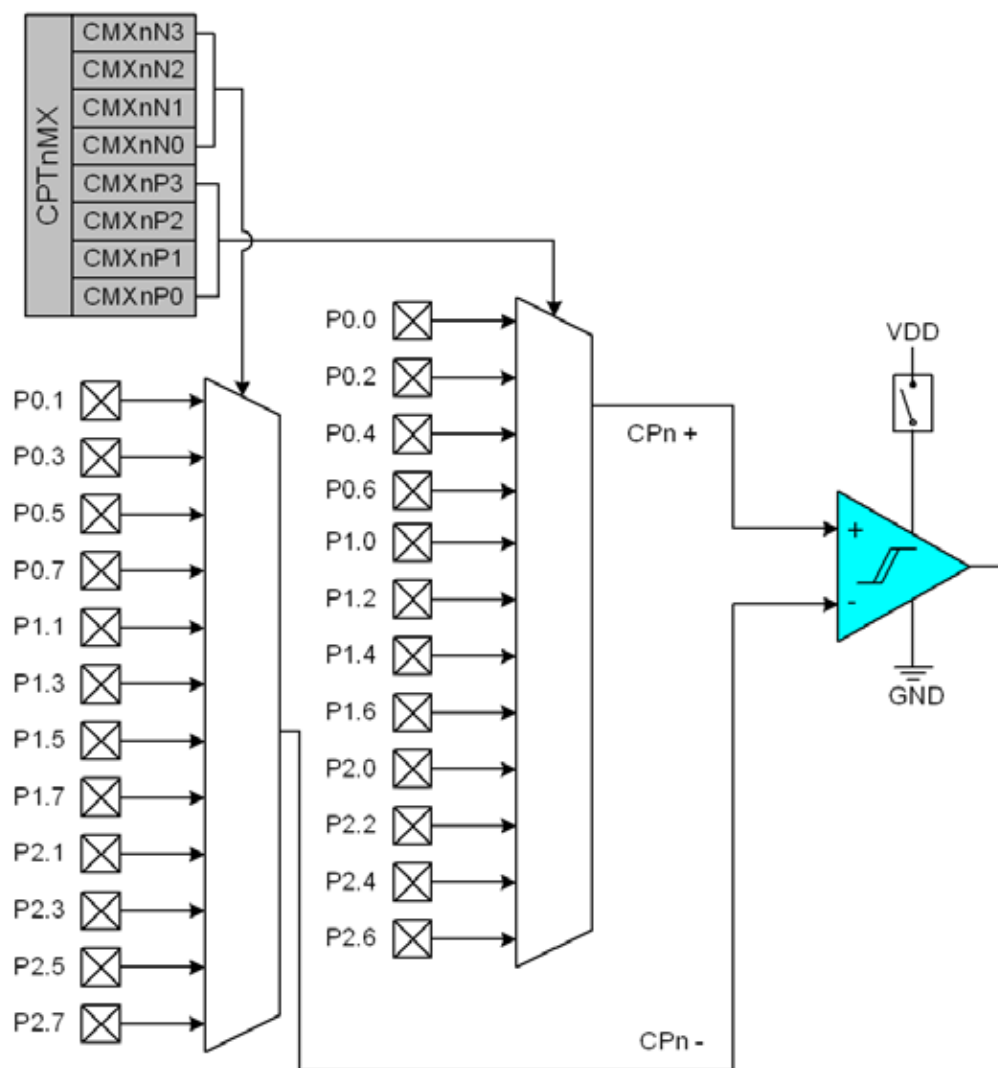 CPTnMX
CMXnN3
CMXnN2
CMXnN1
CMXnN0
CMXnP3
CMXnP2
CMXnP1
CMXnP0
P0.1
P0.3
P0.5
P0.7
P1.1
P1.3
P1.5
P1.7
P2.1
P2.3
P2.5
P2.7
P0.0
P0.2
P0.4
P0.6
P1.0
P1.2
P1.4
P1.6
P2.0
P2.2
P2.4
P2.6
CPn +
CPn -
VDD
+
-
GND